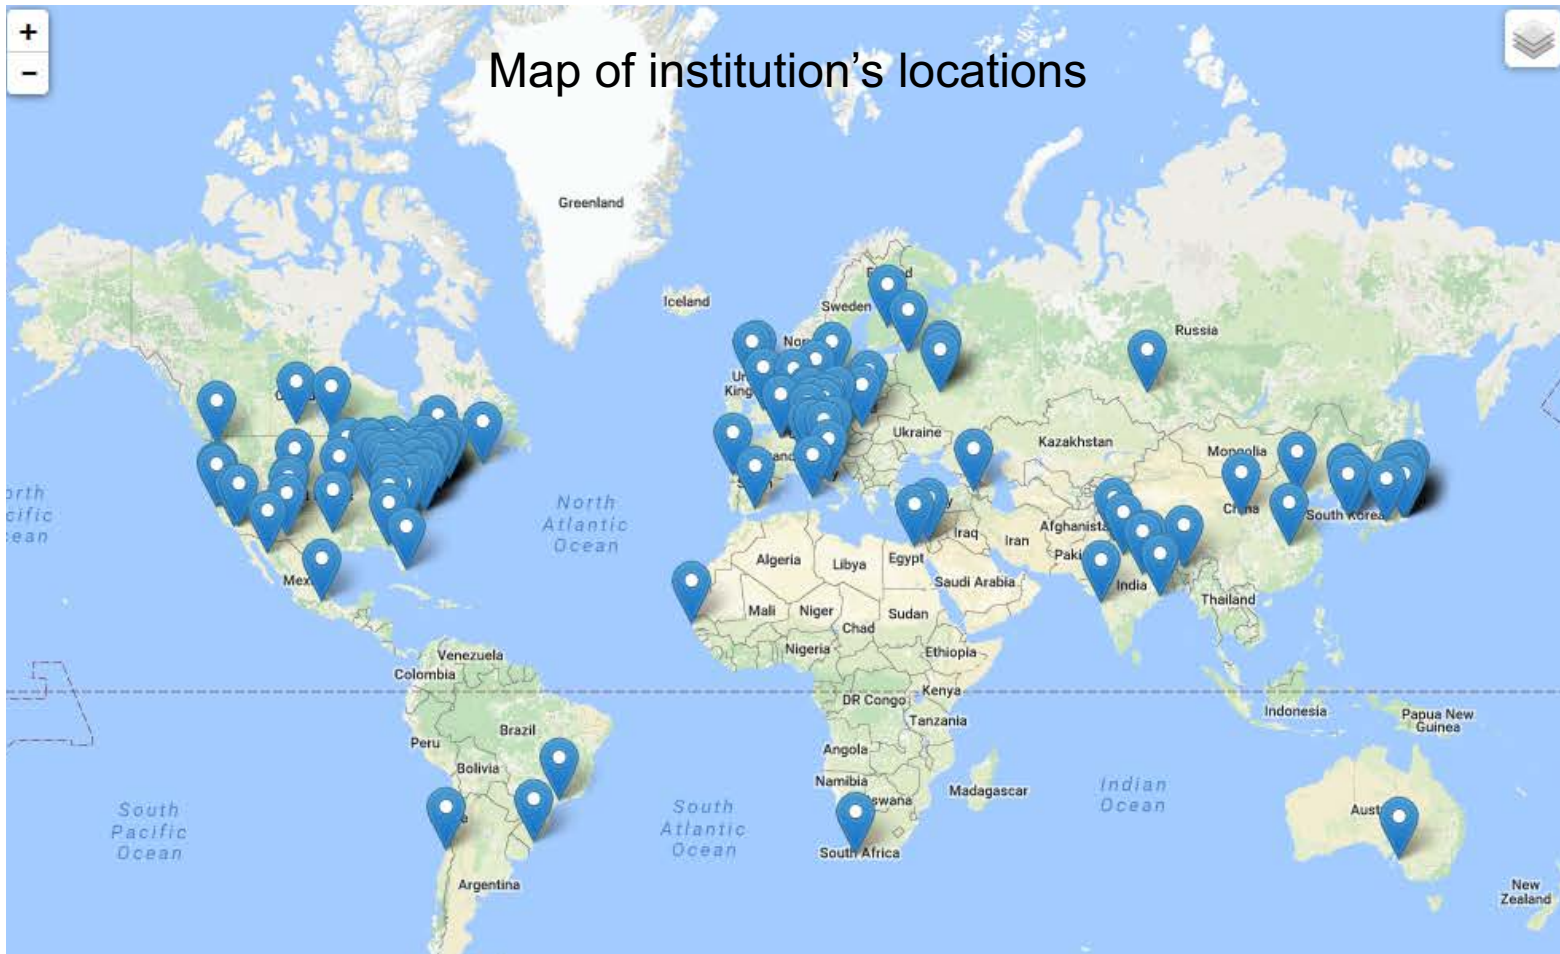 +
−
Map of institution's locations
Greenland
Iceland
Sweden
Russia
Ukraine
Kazakhstan
Mongolia
North
Atlantic
Ocean
South Korea
Iraq
Iran
Algeria
Libya
Egypt
Saudi Arabia
India
Thailand
Mali
Niger
Chad
Sudan
Nigeria
Ethiopia
Venezuela
Colombia
DR Congo
Kenya
Tanzania
Indonesia
Papua New
Guinea
Brazil
Peru
Bolivia
Angola
Namibia
Madagascar
Indian
Ocean
South
Pacific
Ocean
South
Atlantic
Ocean
South Africa
Argentina
New
Zealand